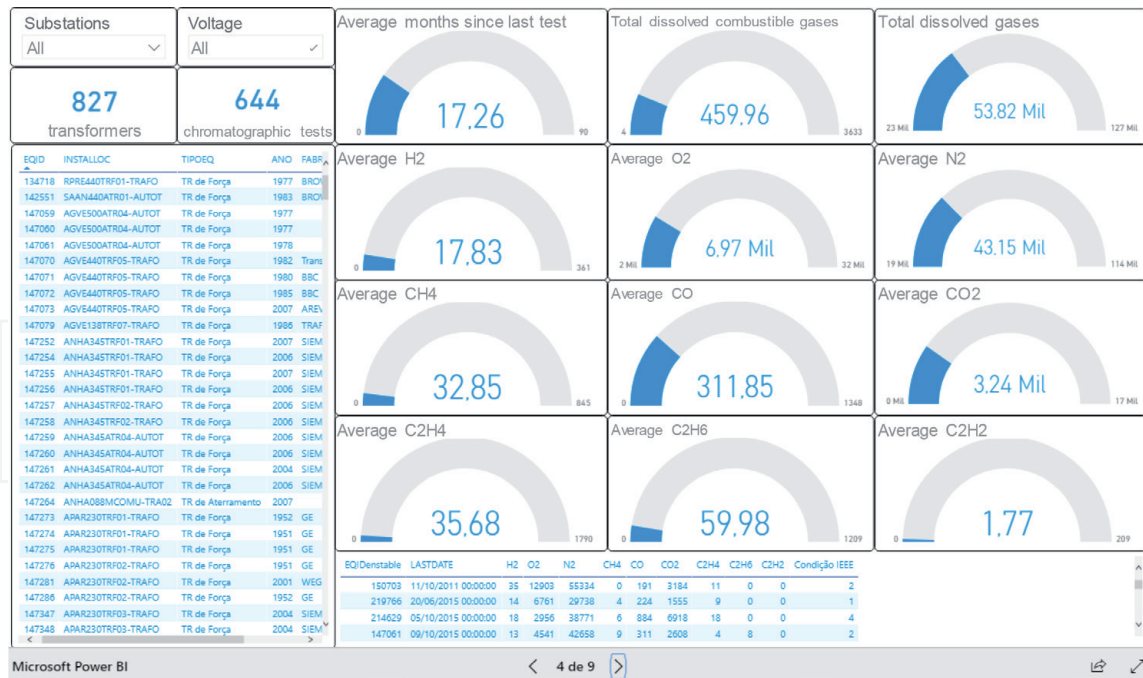 Substations
All
Voltage
All
827
transformers
644
chromatographic tests
Average months since last test
17,26
0
90
Total dissolved combustible gases
459,96
4
3633
Total dissolved gases
53,82 Mil
23 Mil
127 Mil
Average H2
17,83
0
361
Average O2
6,97 Mil
2 Mil
32 Mil
Average N2
43,15 Mil
19 Mil
114 Mil
Average CH4
32,85
0
845
Average CO
311,85
0
1348
Average CO2
3,24 Mil
0 Mil
17 Mil
Average C2H4
35,68
0
1790
Average C2H6
59,98
0
1209
Average C2H2
1,77
0
209
EQID INSTALLOC TIPOEQ ANO FABR
134718 RPRE440TRF01-TRAFO TR de Força 1977 BROV
142551 SAAN440ATR01-AUTOT TR de Força 1983 BROV
147059 AGVE500ATR04-AUTOT TR de Força 1977
147060 AGVE500ATR04-AUTOT TR de Força 1977
147061 AGVE500ATR04-AUTOT TR de Força 1978
147070 AGVE440TRF05-TRAFO TR de Força 1982 Trans
147071 AGVE440TRF05-TRAFO TR de Força 1980 BBC
147072 AGVE440TRF05-TRAFO TR de Força 1985 BBC
147073 AGVE440TRF05-TRAFO TR de Força 2007 AREV
147079 AGVE138TRF07-TRAFO TR de Força 1986 TRAF
147252 ANHA345TRF01-TRAFO TR de Força 2007 SIEM
147254 ANHA345TRF01-TRAFO TR de Força 2006 SIEM
147255 ANHA345TRF01-TRAFO TR de Força 2007 SIEM
147256 ANHA345TRF01-TRAFO TR de Força 2006 SIEM
147257 ANHA345TRF02-TRAFO TR de Força 2006 SIEM
147258 ANHA345TRF02-TRAFO TR de Força 2006 SIEM
147259 ANHA345ATR04-AUTOT TR de Força 2006 SIEM
147260 ANHA345ATR04-AUTOT TR de Força 2006 SIEM
147261 ANHA345ATR04-AUTOT TR de Força 2004 SIEM
147262 ANHA345ATR04-AUTOT TR de Força 2006 SIEM
147264 ANHA088MCOMU-TRA02 TR de Aterramento 2007
147273 APAR230TRF01-TRAFO TR de Força 1952 GE
147274 APAR230TRF01-TRAFO TR de Força 1951 GE
147275 APAR230TRF01-TRAFO TR de Força 1951 GE
147276 APAR230TRF02-TRAFO TR de Força 1951 GE
147281 APAR230TRF02-TRAFO TR de Força 2001 WEG
147286 APAR230TRF02-TRAFO TR de Força 1952 GE
147347 APAR230TRF03-TRAFO TR de Força 2004 SIEM
147348 APAR230TRF03-TRAFO TR de Força 2004 SIEM
EQIDenstable LASTDATE H2 O2 N2 CH4 CO CO2 C2H4 C2H6 C2H2 Condição IEEE
150703 11/10/2011 00:00:00 35 12903 55334 0 191 3184 11 0 0 2
219766 20/06/2015 00:00:00 14 6761 29738 4 224 1555 9 0 0 1
214629 05/10/2015 00:00:00 18 2956 38771 6 884 6918 18 0 0 4
147061 09/10/2015 00:00:00 13 4541 42658 9 311 2608 4 8 0 2
Microsoft Power BI
4 de 9